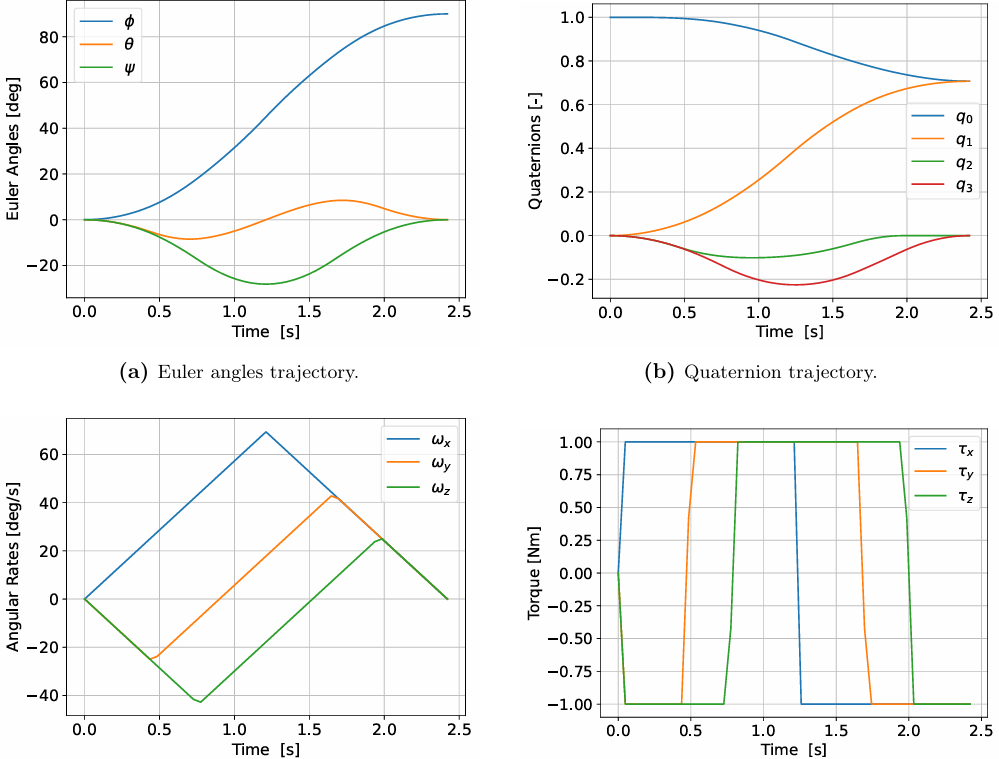 80
60
40
20
0
−20
Euler Angles [deg]
ϕ
θ
ψ
0.0 0.5 1.0 1.5 2.0 2.5
Time [s]
(a) Euler angles trajectory.
1.0
0.8
0.6
0.4
0.2
0.0
−0.2
Quaternions [-]
q0
q1
q2
q3
0.0 0.5 1.0 1.5 2.0 2.5
Time [s]
(b) Quaternion trajectory.
60
40
20
0
−20
−40
Angular Rates [deg/s]
ωx
ωy
ωz
0.0 0.5 1.0 1.5 2.0 2.5
Time [s]
1.00
0.75
0.50
0.25
0.00
−0.25
−0.50
−0.75
−1.00
Torque [Nm]
τx
τy
τz
0.0 0.5 1.0 1.5 2.0 2.5
Time [s]